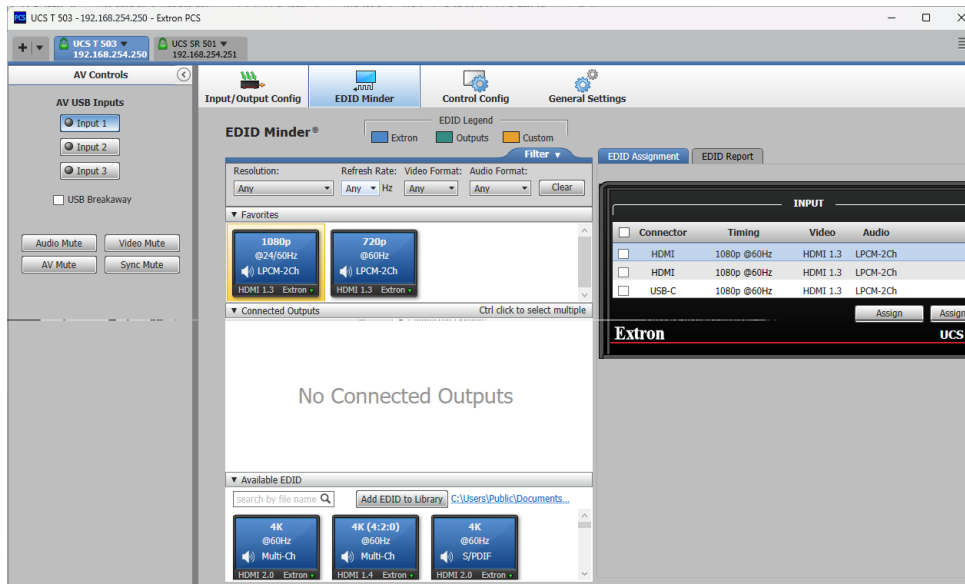 PCS UCS T 503 - 192.168.254.250 - Extron PCS
UCS T 503
192.168.254.250
UCS SR 501
192.168.254.251
AV Controls
AV USB Inputs
Input 1
Input 2
Input 3
USB Breakaway
Audio Mute
Video Mute
AV Mute
Sync Mute
Input/Output Config
EDID Minder
Control Config
General Settings
EDID Minder®
EDID Legend
Extron
Outputs
Custom
Filter
Resolution: Refresh Rate: Video Format: Audio Format:
Any Any Hz Any Any Clear
Favorites
1080p
@24/60Hz
LPCM-2Ch
HDMI 1.3 Extron
720p
@60Hz
LPCM-2Ch
HDMI 1.3 Extron
Connected Outputs Ctrl click to select multiple
No Connected Outputs
Available EDID
search by file name Add EDID to Library C:\Users\Public\Documents...
4K
@60Hz
Multi-Ch
HDMI 2.0 Extron
4K (4:2:0)
@60Hz
Multi-Ch
HDMI 1.4 Extron
4K
@60Hz
S/PDIF
HDMI 2.0 Extron
EDID Assignment
EDID Report
INPUT
Connector Timing Video Audio
HDMI 1080p @60Hz HDMI 1.3 LPCM-2Ch
HDMI 1080p @60Hz HDMI 1.3 LPCM-2Ch
USB-C 1080p @60Hz HDMI 1.3 LPCM-2Ch
Assign Assign
Extron UCS